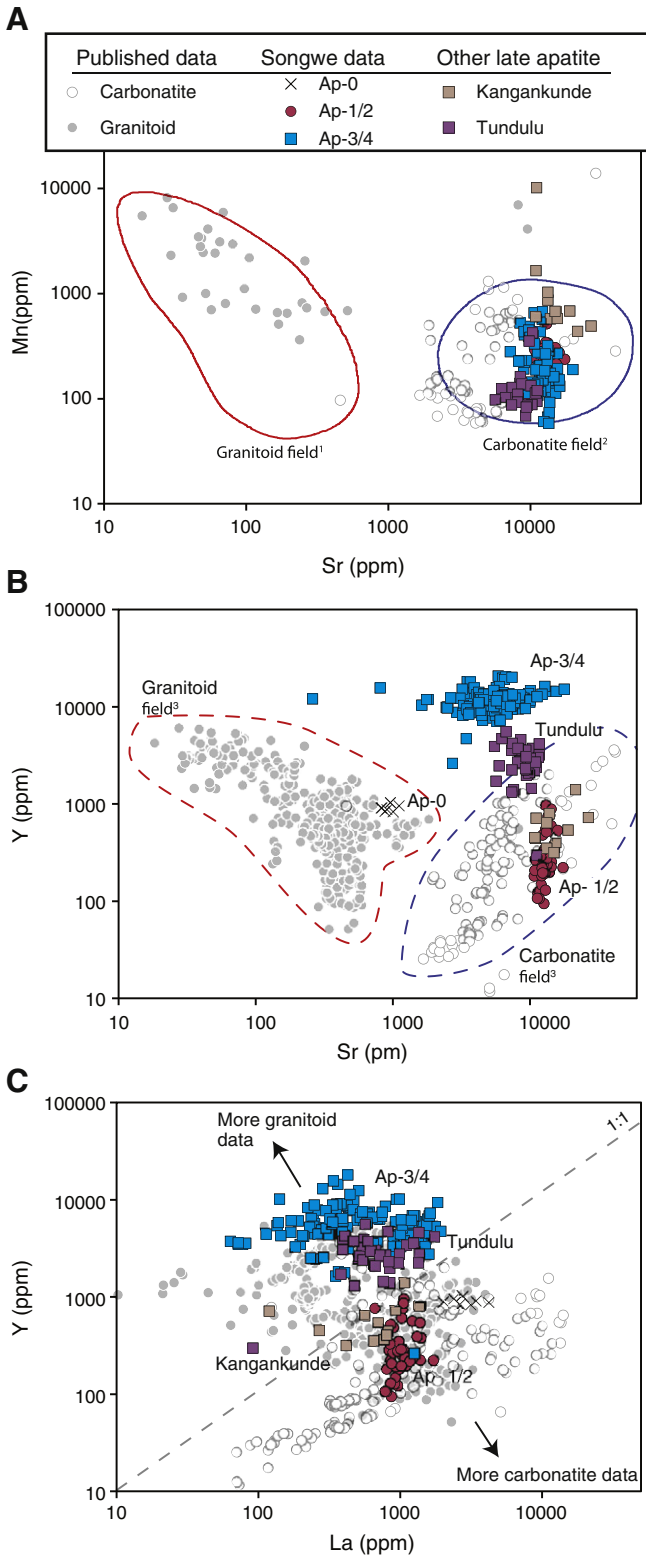 A
Published data Songwe data Other late apatite
Carbonatite Ap-0 Kangankunde
Granitoid Ap-1/2 Tundulu
Ap-3/4
10000
1000
100
10
Mn(ppm)
Granitoid field1
Carbonatite field2
10 100 1000 10000
Sr (ppm)
B
100000
10000
1000
100
10
Y (ppm)
Granitoid
field3
Ap-3/4
Tundulu
Ap-0
Ap- 1/2
Carbonatite
field3
10 100 1000 10000
Sr (pm)
C
100000
10000
1000
100
10
Y (ppm)
More granitoid
data
1:1
Ap-3/4
Tundulu
Kangankunde
Ap 1/2
More carbonatite data
10 100 1000 10000
La (ppm)